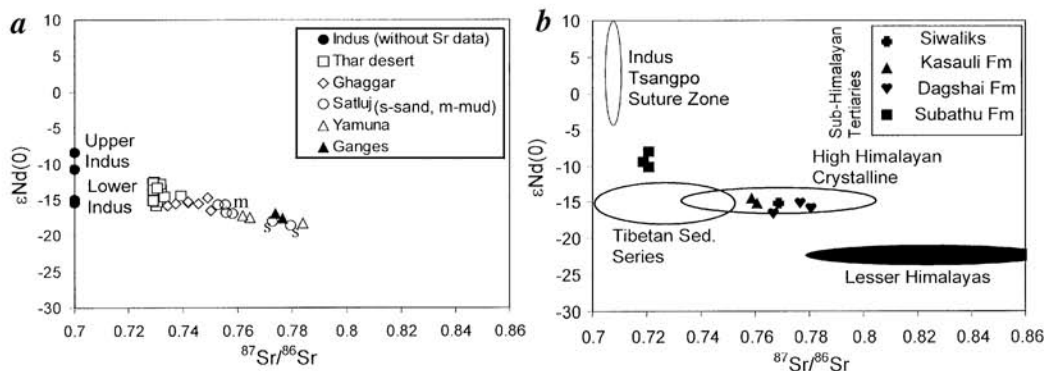 a
10
5
0
-5
-10
-15
-20
-25
-30
εNd(0)
0.7
0.72
0.74
0.76
0.78
0.8
0.82
0.84
0.86
87Sr/86Sr
Indus (without Sr data)
Thar desert
Ghaggar
Satluj (s-sand, m-mud)
Yamuna
Ganges
Upper
Indus
Lower
Indus
m
s
s
b
10
5
0
-5
-10
-15
-20
-25
-30
εNd(0)
0.7
0.72
0.74
0.76
0.78
0.8
0.82
0.84
0.86
87Sr/86Sr
Indus
Tsangpo
Suture Zone
Sub-Himalayan
Tertiaries
Siwaliks
Kasauli Fm
Dagshai Fm
Subathu Fm
High Himalayan
Crystalline
Tibetan Sed.
Series
Lesser Himalayas